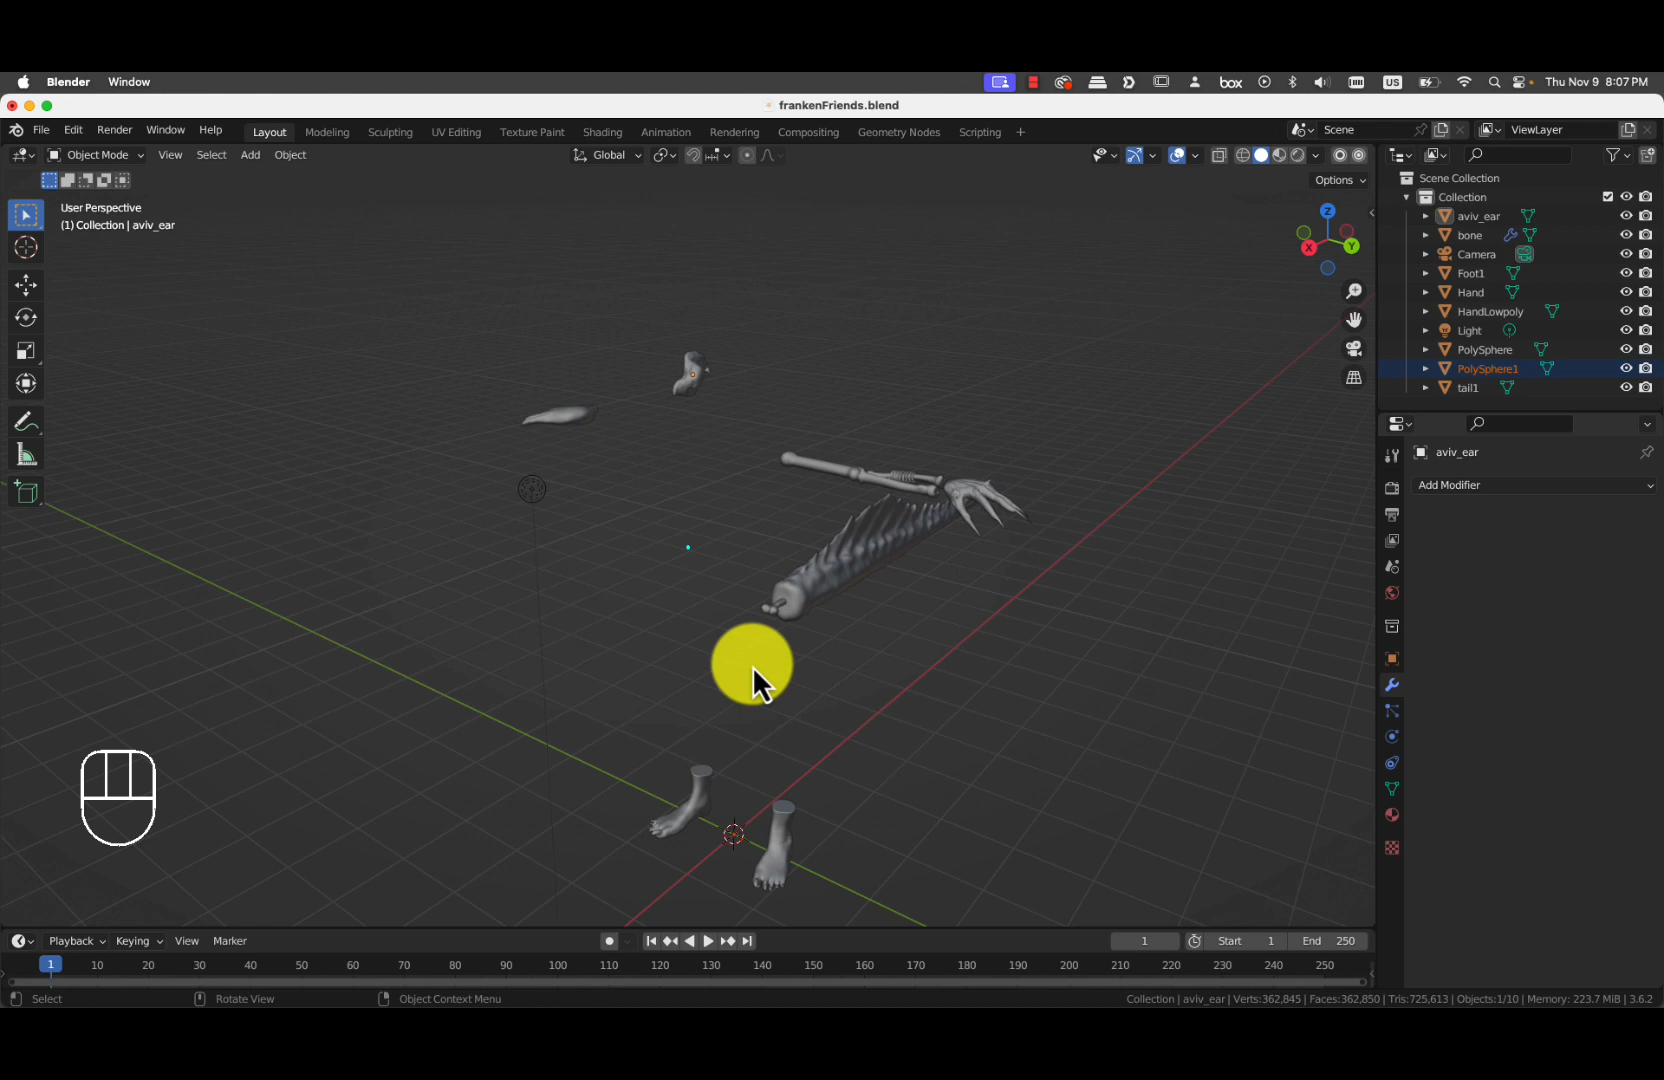 Blender Window box US Thu Nov 9 8:07 PM
frankenFriends.blend
File Edit Render Window Help Layout Modeling Sculpting UV Editing Texture Paint Shading Animation Rendering Compositing Geometry Nodes Scripting + Scene ViewLayer
Object Mode View Select Add Object Global
Options
User Perspective
(1) Collection | aviv_ear
Z
X
Y
Scene Collection
Collection
aviv_ear
bone
Camera
Foot1
Hand
HandLowpoly
Light
PolySphere
PolySphere1
tail1
aviv_ear
Add Modifier
Playback Keying View Marker 1 Start 1 End 250
1 10 20 30 40 50 60 70 80 90 100 110 120 130 140 150 160 170 180 190 200 210 220 230 240 250
Select Rotate View Object Context Menu Collection | aviv_ear | Verts:362,845 | Faces:362,850 | Tris:725,613 | Objects:1/10 | Memory: 223.7 MiB | 3.6.2